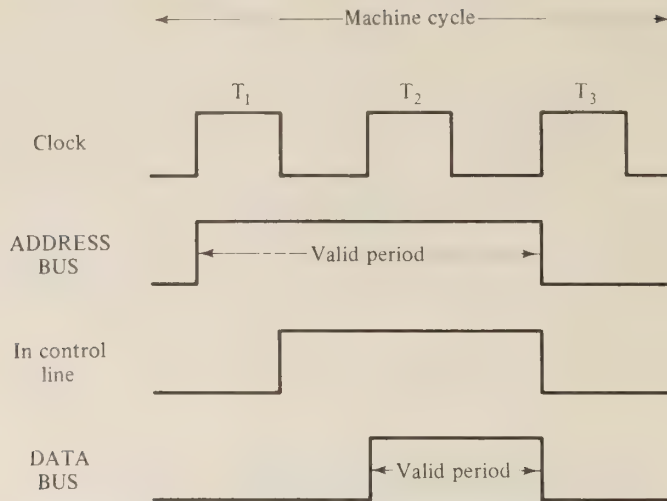 Machine cycle
T1 T2 T3
Clock
ADDRESS
BUS
Valid period
In control
line
DATA
BUS
Valid period